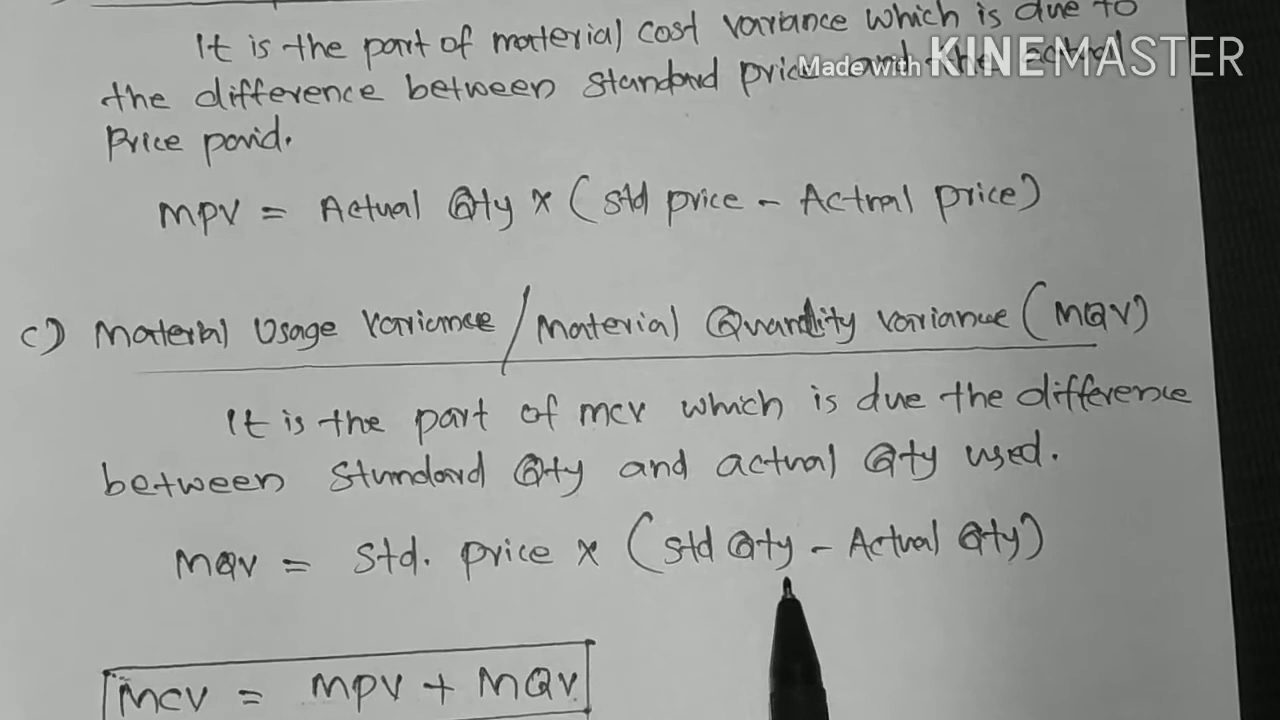 It is the part of material cost variance which is due to
the difference between standard price and the actual
Price paid.
Made with KINEMASTER
MPV = Actual Qty × (std price - Actual price)
c) Material Usage Variance / Material Quantity variance (MQV)
It is the part of mcv which is due the difference
between standard Qty and actual Qty used.
MQV = Std. price × (std Qty - Actual Qty)
MCV = MPV + MQV